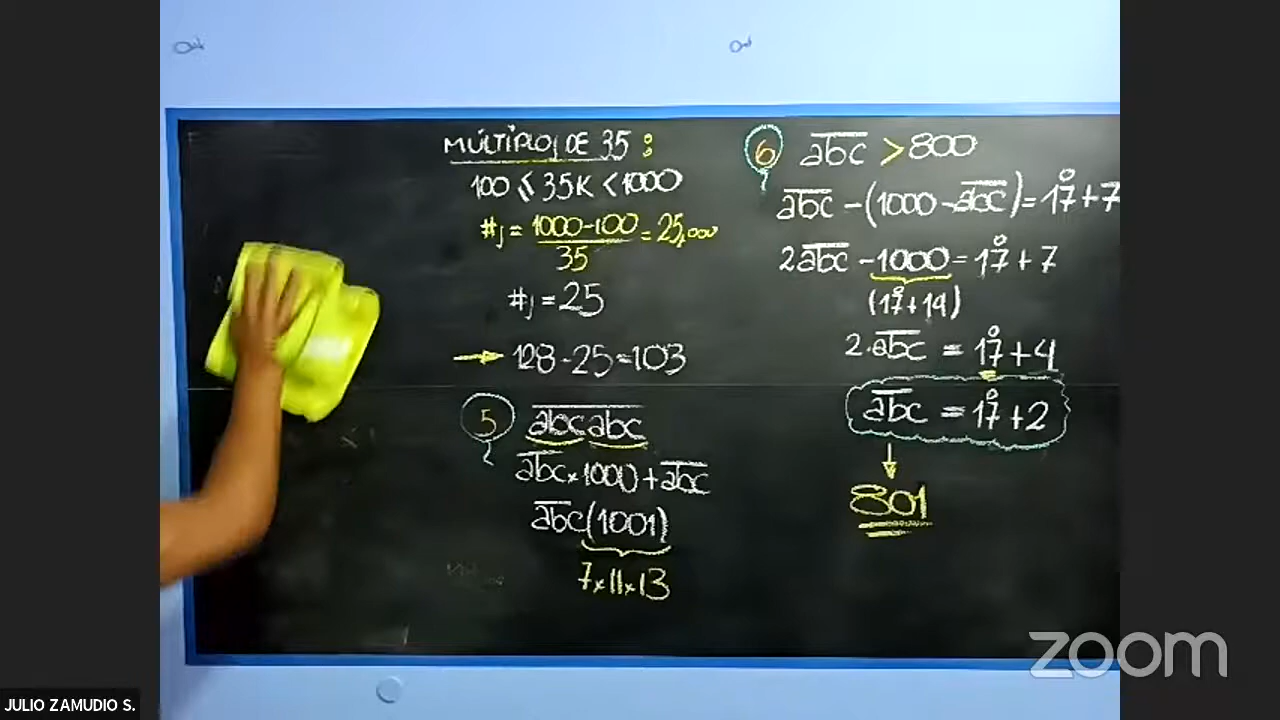 MÚLTIPLOS DE 35 :
100 ⩽ 35K < 1000
#s = 1000-100 / 35 = 25,000
#s = 25
→ 128-25=103
5 abcabc
abc×1000+abc
abc(1001)
7×11×13
6 abc > 800
abc-(1000-abc)=17°+7
2abc-1000=17°+7
(17°+14)
2·abc = 17°+4
abc = 17°+2
↓
801
zoom
JULIO ZAMUDIO S.